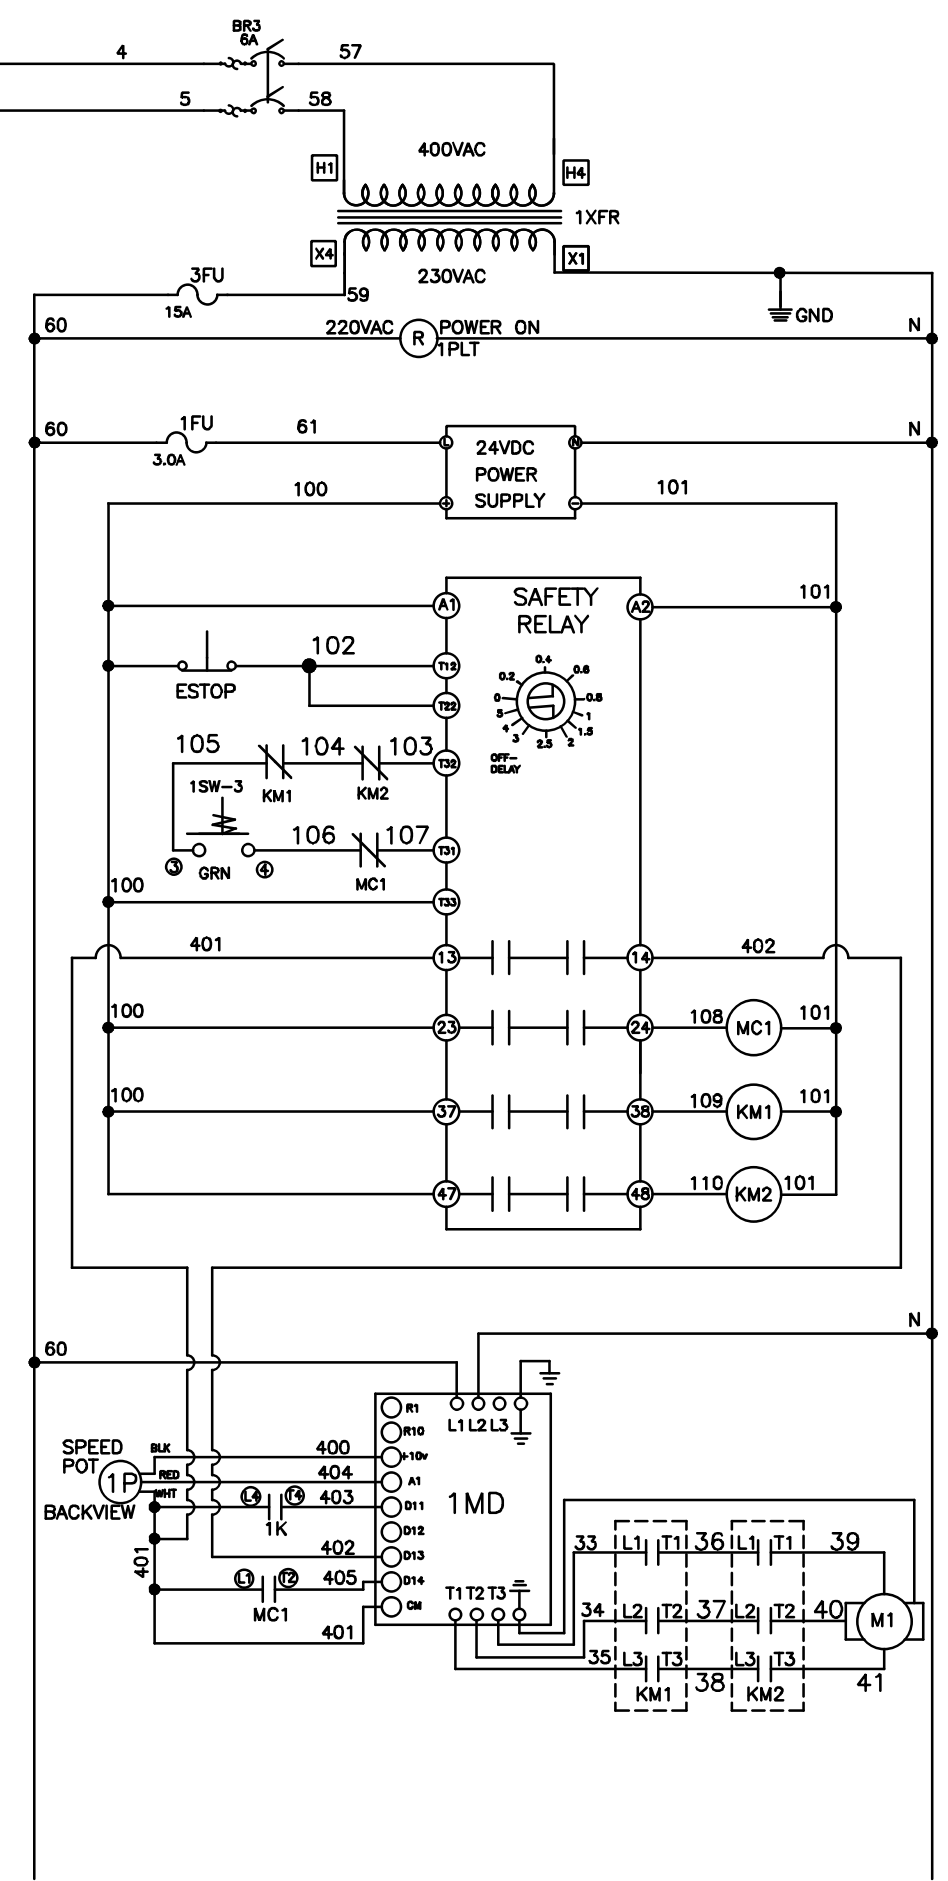 BR3
6A
4
57
5
58
400VAC
H1
H4
1XFR
X4
X1
230VAC
3FU
59
15A
GND
60
220VAC
R
POWER ON
N
1PLT
1FU
60
61
L
24VDC
N
N
3.0A
POWER
100
+
SUPPLY
−
101
A1
SAFETY
A2
101
RELAY
102
T12
ESTOP
T22
0.4
0.2
0.6
0
0.8
5
1
4
1.5
3
2.5
2
OFF-
DELAY
105
104
103
T32
1SW-3
KM1
KM2
106
107
T31
3
GRN
4
MC1
100
T33
401
13
14
402
100
23
24
108
MC1
101
100
37
38
109
KM1
101
47
48
110
KM2
101
N
60
R1
L1
L2
L3
R10
SPEED
POT
BLK
400
+10v
1P
RED
404
A1
WHT
L4
T4
403
D11
1MD
BACKVIEW
1K
D12
402
D13
401
L1
T2
405
D14
MC1
CM
401
T1
T2
T3
33
L1
T1
36
L1
T1
39
34
L2
T2
37
L2
T2
40
M1
35
L3
T3
38
L3
T3
41
KM1
KM2